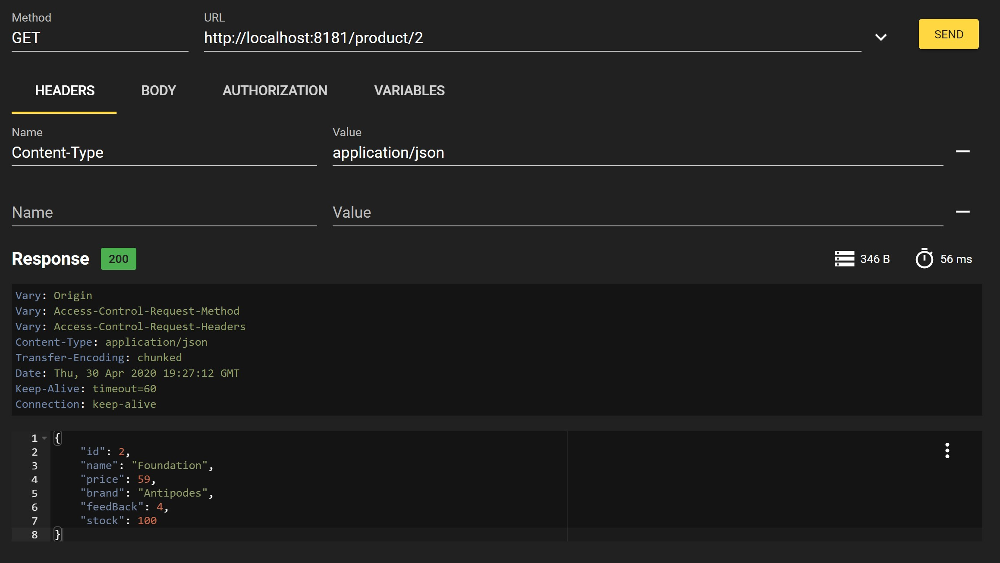 Method URL
GET http://localhost:8181/product/2 SEND
HEADERS BODY AUTHORIZATION VARIABLES
Name Value
Content-Type application/json
Name Value
Response 200 346 B 56 ms
Vary: Origin
Vary: Access-Control-Request-Method
Vary: Access-Control-Request-Headers
Content-Type: application/json
Transfer-Encoding: chunked
Date: Thu, 30 Apr 2020 19:27:12 GMT
Keep-Alive: timeout=60
Connection: keep-alive
1 {
2 "id": 2,
3 "name": "Foundation",
4 "price": 59,
5 "brand": "Antipodes",
6 "feedBack": 4,
7 "stock": 100
8 }